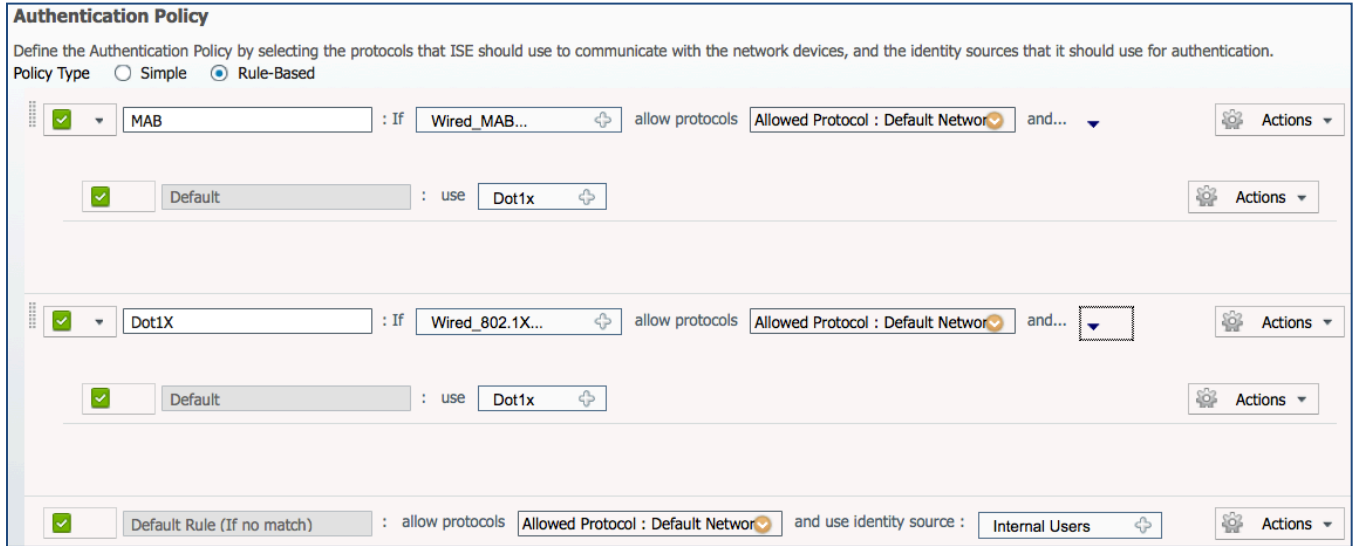 Authentication Policy
Define the Authentication Policy by selecting the protocols that ISE should use to communicate with the network devices, and the identity sources that it should use for authentication.
Policy Type Simple Rule-Based
MAB : If Wired_MAB... allow protocols Allowed Protocol : Default Networ and... Actions
Default : use Dot1x Actions
Dot1X : If Wired_802.1X... allow protocols Allowed Protocol : Default Networ and... Actions
Default : use Dot1x Actions
Default Rule (If no match) : allow protocols Allowed Protocol : Default Networ and use identity source : Internal Users Actions